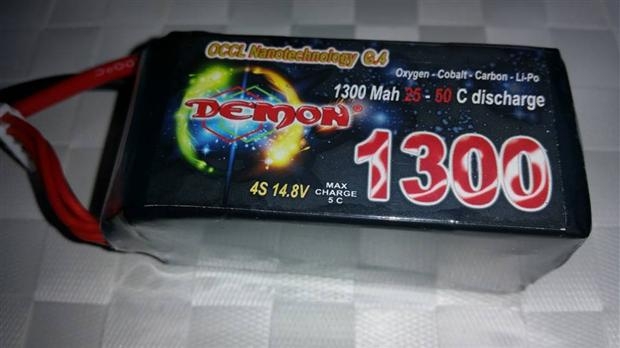 OCCL Nanotechnology G.4
Oxygen - Cobalt - Carbon - Li-Po
1300 Mah 25 - 50 C discharge
DEMON®
1300
4S 14.8V
MAX
CHARGE
5 C